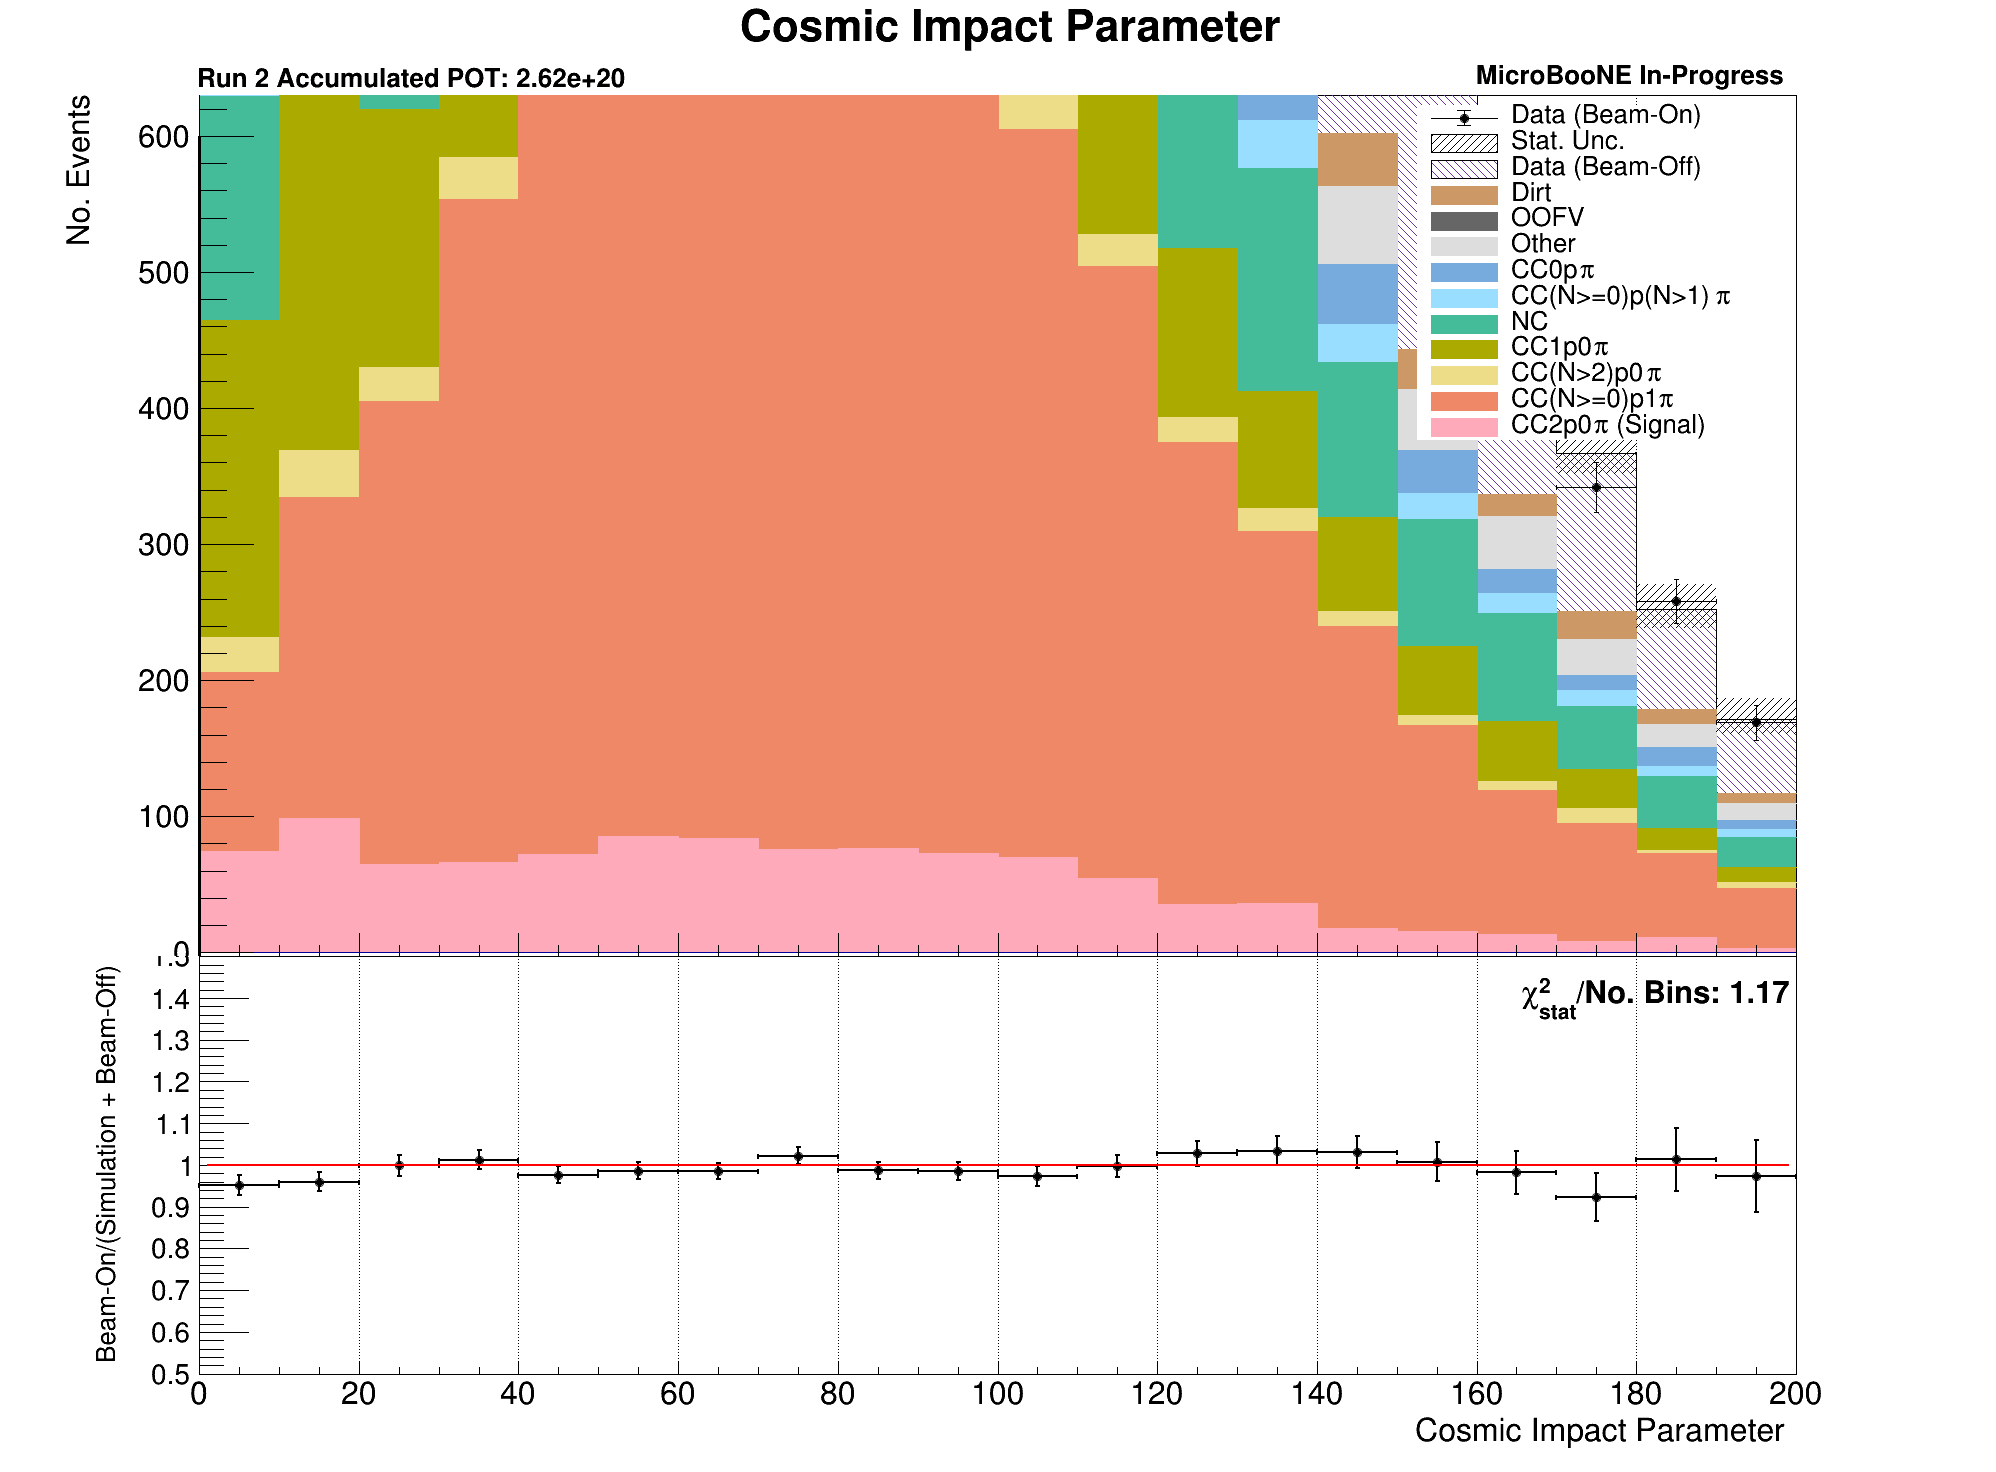 Cosmic Impact Parameter
Run 2 Accumulated POT: 2.62e+20
MicroBooNE In-Progress
No. Events
600
500
400
300
200
100
0
Data (Beam-On)
Stat. Unc.
Data (Beam-Off)
Dirt
OOFV
Other
CC0pπ
CC(N>=0)p(N>1) π
NC
CC1p0π
CC(N>2)p0π
CC(N>=0)p1π
CC2p0π (Signal)
Beam-On/(Simulation + Beam-Off)
1.5
1.4
1.3
1.2
1.1
1
0.9
0.8
0.7
0.6
0.5
χ²stat/No. Bins: 1.17
0 20 40 60 80 100 120 140 160 180 200
Cosmic Impact Parameter